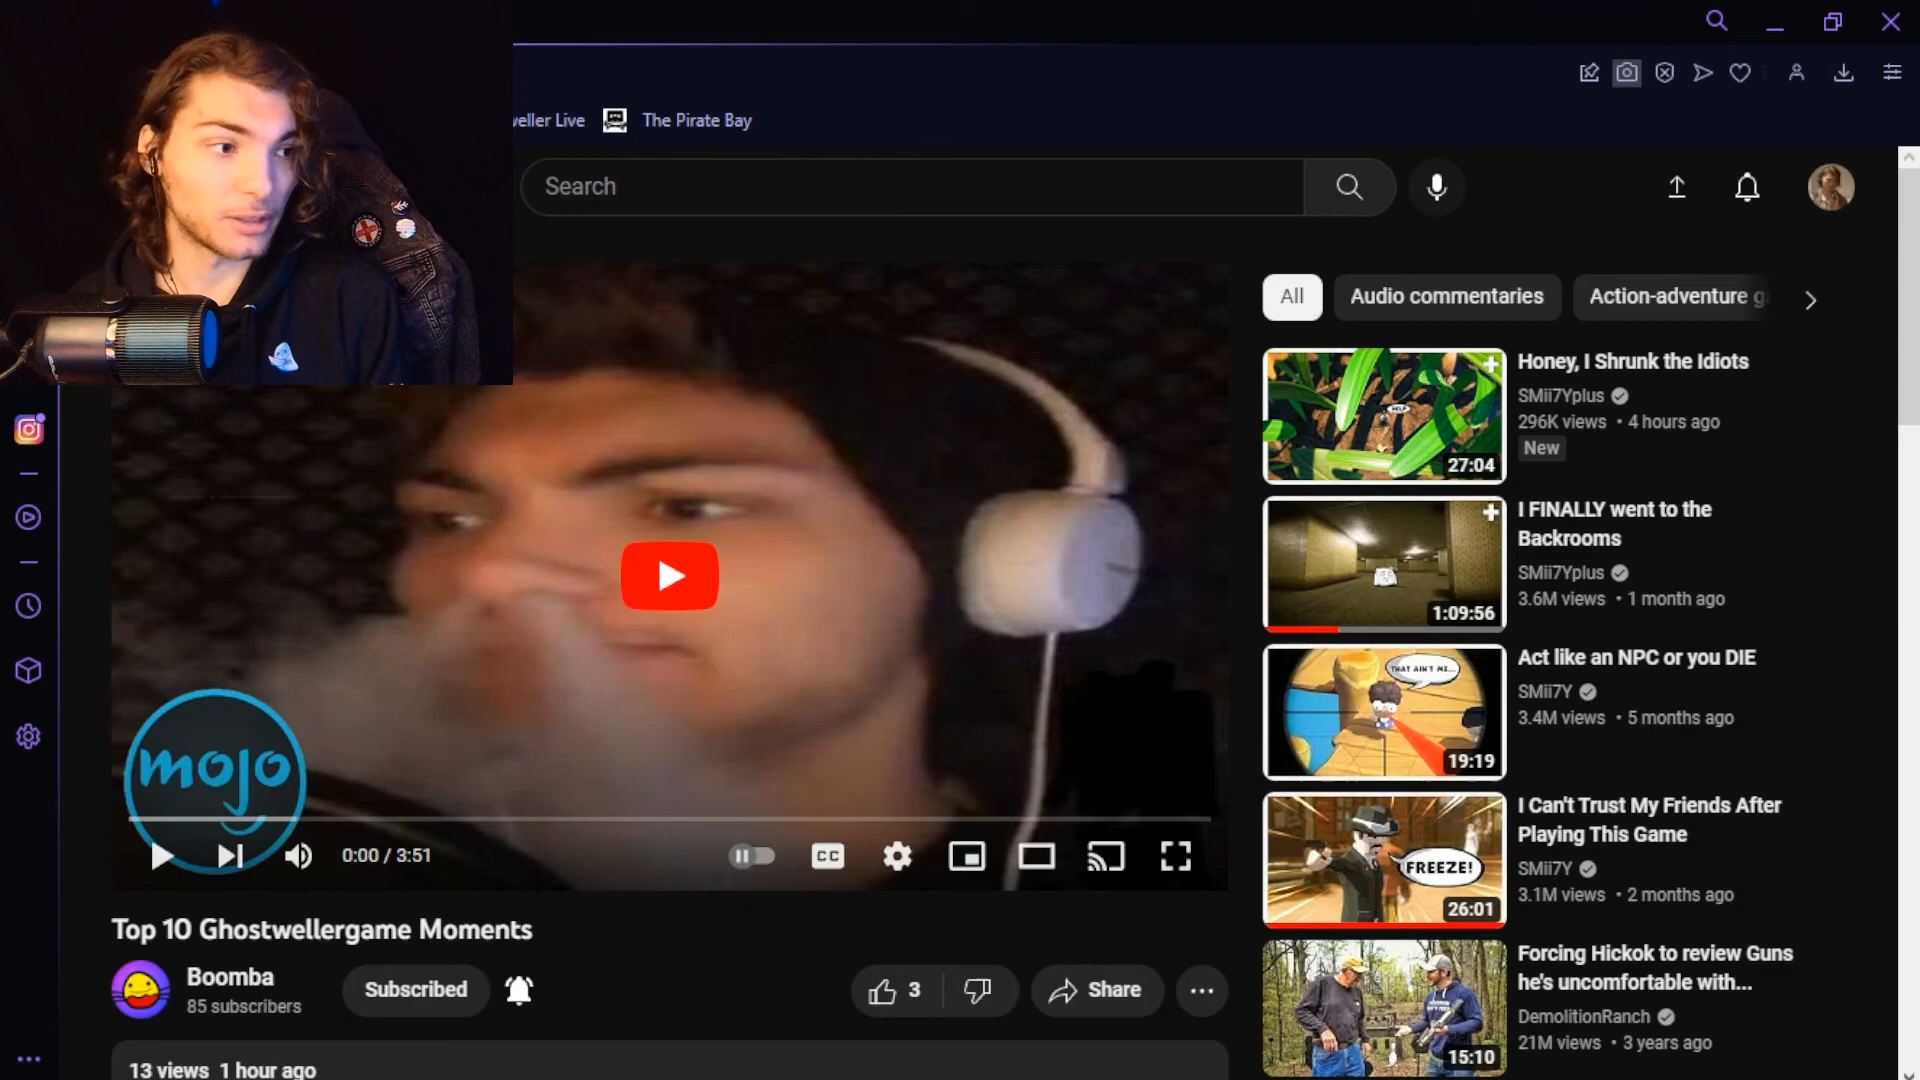 weller Live
The Pirate Bay
Search
All
Audio commentaries
Action-adventure g
mojo
0:00 / 3:51
CC
Top 10 Ghostwellergame Moments
Boomba
85 subscribers
Subscribed
3
Share
13 views 1 hour ago
HELP
27:04
Honey, I Shrunk the Idiots
SMii7Yplus
296K views • 4 hours ago
New
1:09:56
I FINALLY went to the
Backrooms
SMii7Yplus
3.6M views • 1 month ago
THAT AIN'T ME...
19:19
Act like an NPC or you DIE
SMii7Y
3.4M views • 5 months ago
FREEZE!
26:01
I Can't Trust My Friends After
Playing This Game
SMii7Y
3.1M views • 2 months ago
15:10
Forcing Hickok to review Guns
he's uncomfortable with...
DemolitionRanch
21M views • 3 years ago